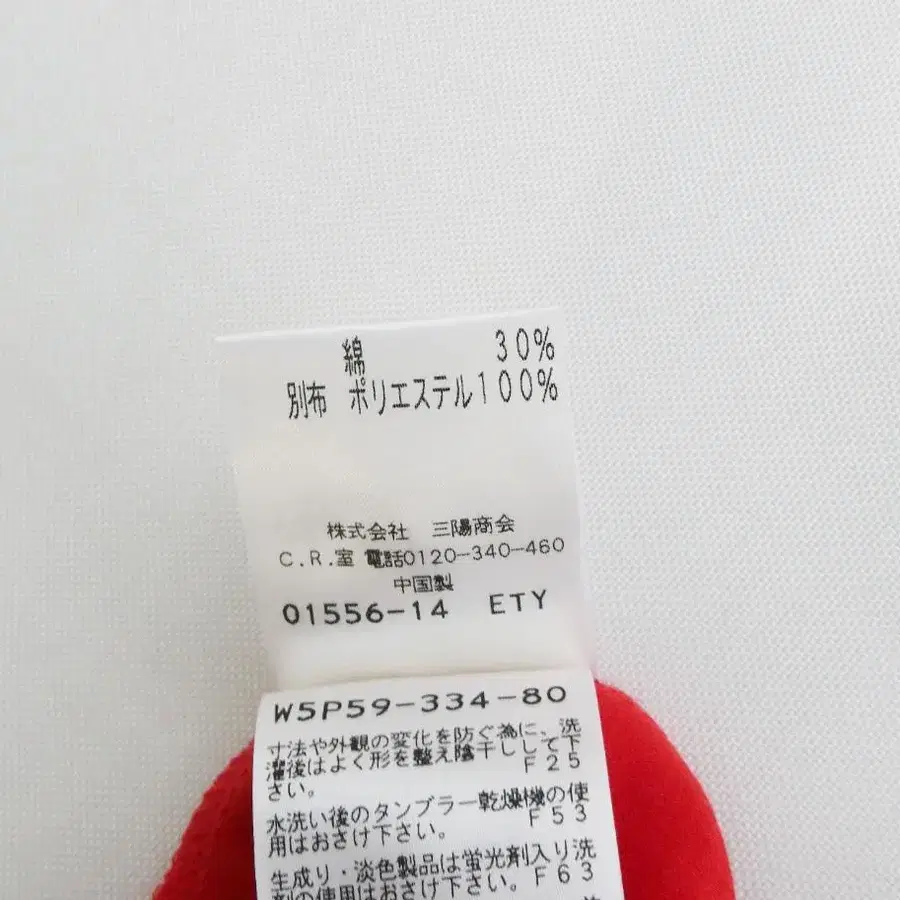 綿 30%
別布 ポリエステル100%
株式会社 三陽商会
C.R.室 電話0120-340-460
中国製
01556-14 ETY
W5P59-334-80
寸法や外観の変化を防ぐ為に、洗
濯後はよく形を整え陰干しして下
さい。 F25
水洗い後のタンブラー乾燥機の使
用はおさけ下さい。 F53
生成り・淡色製品は蛍光剤入り洗
剤の使用はおさけ下さい。F63